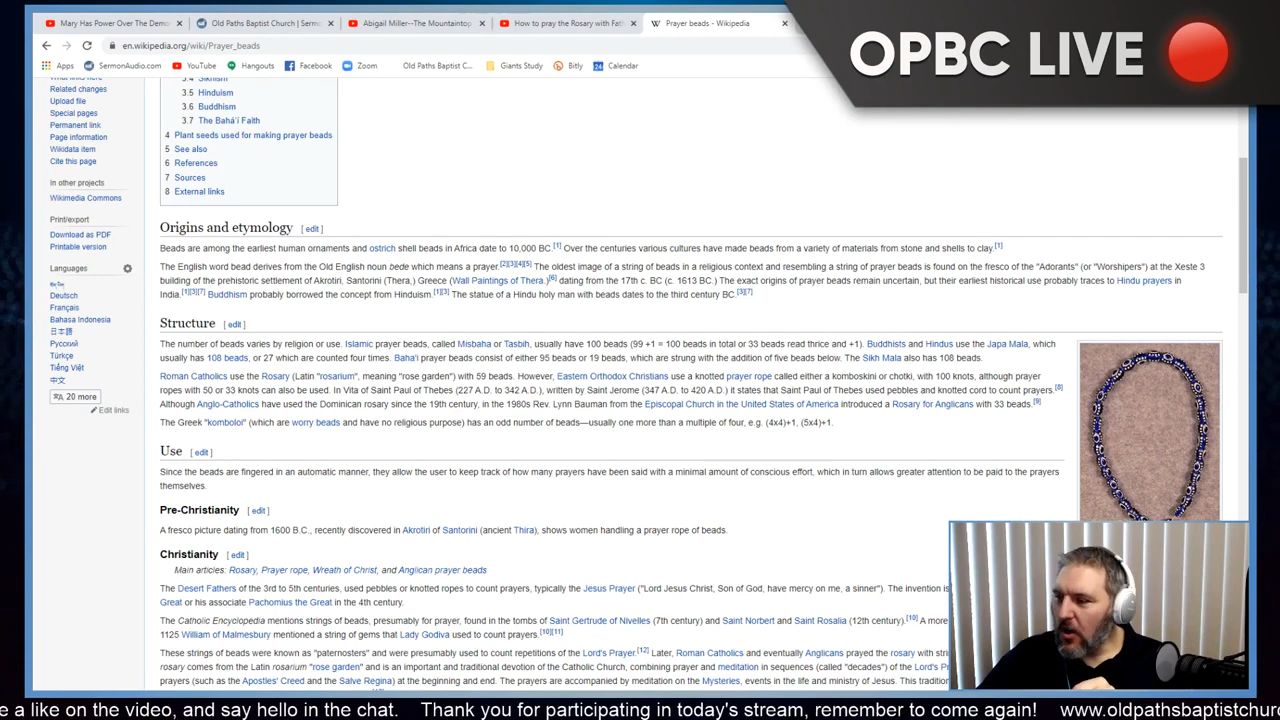 Mary Has Power Over The Demo
Old Paths Baptist Church | Serm
Abigail Miller--The Mountaintop
How to pray the Rosary with Fath
Prayer beads - Wikipedia
OPBC LIVE
en.wikipedia.org/wiki/Prayer_beads
Apps SermonAudio.com YouTube Hangouts Facebook Zoom Old Paths Baptist C... Giants Study Bitly Calendar
What links here
Related changes
Upload file
Special pages
Permanent link
Page information
Wikidata item
Cite this page
In other projects
Wikimedia Commons
Print/export
Download as PDF
Printable version
Languages
Deutsch
Français
Bahasa Indonesia
日本語
Русский
Türkçe
Tiếng Việt
中文
20 more
Edit links
3.4 Sikhism
3.5 Hinduism
3.6 Buddhism
3.7 The Bahá'í Faith
4 Plant seeds used for making prayer beads
5 See also
6 References
7 Sources
8 External links
Origins and etymology [ edit ]
Beads are among the earliest human ornaments and ostrich shell beads in Africa date to 10,000 BC.[1] Over the centuries various cultures have made beads from a variety of materials from stone and shells to clay.[1]
The English word bead derives from the Old English noun bede which means a prayer.[2][3][4][5] The oldest image of a string of beads in a religious context and resembling a string of prayer beads is found on the fresco of the "Adorants" (or "Worshipers") at the Xeste 3
building of the prehistoric settlement of Akrotiri, Santorini (Thera,) Greece (Wall Paintings of Thera.)[6] dating from the 17th c. BC (c. 1613 BC.) The exact origins of prayer beads remain uncertain, but their earliest historical use probably traces to Hindu prayers in
India.[1][3][7] Buddhism probably borrowed the concept from Hinduism.[1][3] The statue of a Hindu holy man with beads dates to the third century BC.[3][7]
Structure [ edit ]
The number of beads varies by religion or use. Islamic prayer beads, called Misbaha or Tasbih, usually have 100 beads (99 +1 = 100 beads in total or 33 beads read thrice and +1). Buddhists and Hindus use the Japa Mala, which
usually has 108 beads, or 27 which are counted four times. Baha'i prayer beads consist of either 95 beads or 19 beads, which are strung with the addition of five beads below. The Sikh Mala also has 108 beads.
Roman Catholics use the Rosary (Latin "rosarium", meaning "rose garden") with 59 beads. However, Eastern Orthodox Christians use a knotted prayer rope called either a komboskini or chotki, with 100 knots, although prayer
ropes with 50 or 33 knots can also be used. In Vita of Saint Paul of Thebes (227 A.D. to 342 A.D.), written by Saint Jerome (347 A.D. to 420 A.D.) it states that Saint Paul of Thebes used pebbles and knotted cord to count prayers.[8]
Although Anglo-Catholics have used the Dominican rosary since the 19th century, in the 1980s Rev. Lynn Bauman from the Episcopal Church in the United States of America introduced a Rosary for Anglicans with 33 beads.[9]
The Greek "komboloi" (which are worry beads and have no religious purpose) has an odd number of beads—usually one more than a multiple of four, e.g. (4x4)+1, (5x4)+1.
Use [ edit ]
Since the beads are fingered in an automatic manner, they allow the user to keep track of how many prayers have been said with a minimal amount of conscious effort, which in turn allows greater attention to be paid to the prayers
themselves.
Pre-Christianity [ edit ]
A fresco picture dating from 1600 B.C., recently discovered in Akrotiri of Santorini (ancient Thira), shows women handling a prayer rope of beads.
Christianity [ edit ]
Main articles: Rosary, Prayer rope, Wreath of Christ, and Anglican prayer beads
The Desert Fathers of the 3rd to 5th centuries, used pebbles or knotted ropes to count prayers, typically the Jesus Prayer ("Lord Jesus Christ, Son of God, have mercy on me, a sinner"). The invention is
Great or his associate Pachomius the Great in the 4th century.
The Catholic Encyclopedia mentions strings of beads, presumably for prayer, found in the tombs of Saint Gertrude of Nivelles (7th century) and Saint Norbert and Saint Rosalia (12th century).[10] A more
1125 William of Malmesbury mentioned a string of gems that Lady Godiva used to count prayers.[10][11]
These strings of beads were known as "paternosters" and were presumably used to count repetitions of the Lord's Prayer.[12] Later, Roman Catholics and eventually Anglicans prayed the rosary with strin
rosary comes from the Latin rosarium "rose garden" and is an important and traditional devotion of the Catholic Church, combining prayer and meditation in sequences (called "decades") of the Lord's Pr
prayers (such as the Apostles' Creed and the Salve Regina) at the beginning and end. The prayers are accompanied by meditation on the Mysteries, events in the life and ministry of Jesus. This tradition
e a like on the video, and say hello in the chat. Thank you for participating in today's stream, remember to come again! www.oldpathsbaptistchurc